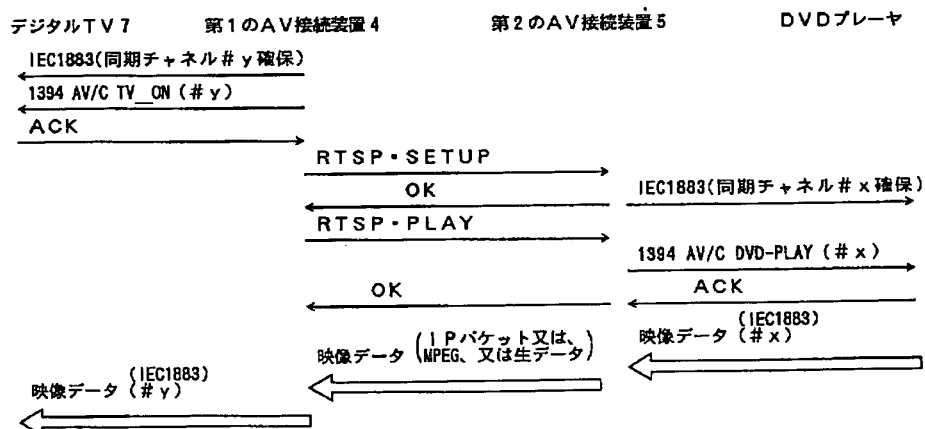 デジタルTV7 第1のAV接続装置4 第2のAV接続装置5 DVDプレーヤ
IEC1883(同期チャネル#y確保)
1394 AV/C TV_ON (#y)
ACK
RTSP・SETUP
OK
IEC1883(同期チャネル#x確保)
RTSP・PLAY
1394 AV/C DVD-PLAY (#x)
OK
ACK
映像データ (IEC1883) (#x)
映像データ (IPパケット又は、
MPEG、又は生データ)
映像データ (IEC1883) (#y)